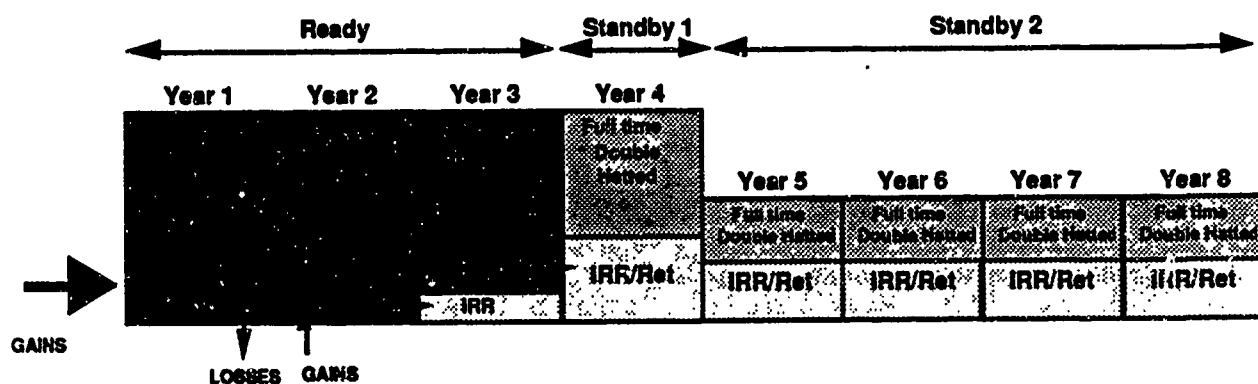 Ready
Standby 1
Standby 2
Year 1
Year 2
Year 3
Year 4
Full time
Double
Hatted
Year 5
Year 6
Year 7
Year 8
Full time
Double Hatted
Full time
Double Hatted
Full time
Double Hatted
Full time
Double Hatted
IRR/Ret
IRR/Ret
IRR/Ret
IRR/Ret
IRR/Ret
IRR
GAINS
LOSSES
GAINS